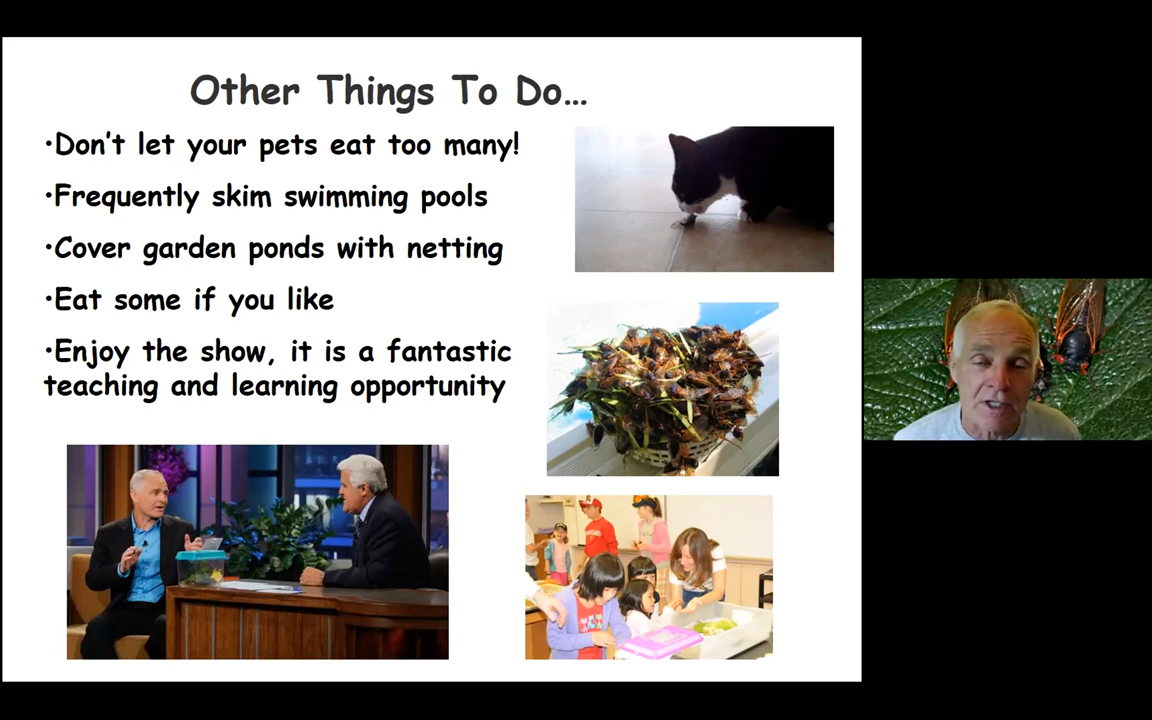 Other Things To Do...
•Don't let your pets eat too many!
•Frequently skim swimming pools
•Cover garden ponds with netting
•Eat some if you like
•Enjoy the show, it is a fantastic
teaching and learning opportunity